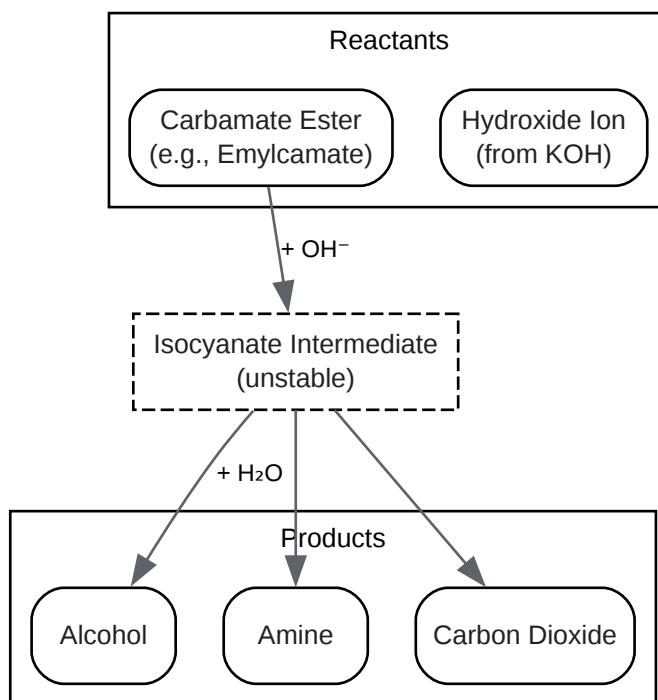 Reactants
Carbamate Ester
(e.g., Emylcamate)
Hydroxide Ion
(from KOH)
+ OH⁻
Isocyanate Intermediate
(unstable)
+ H₂O
Products
Alcohol
Amine
Carbon Dioxide